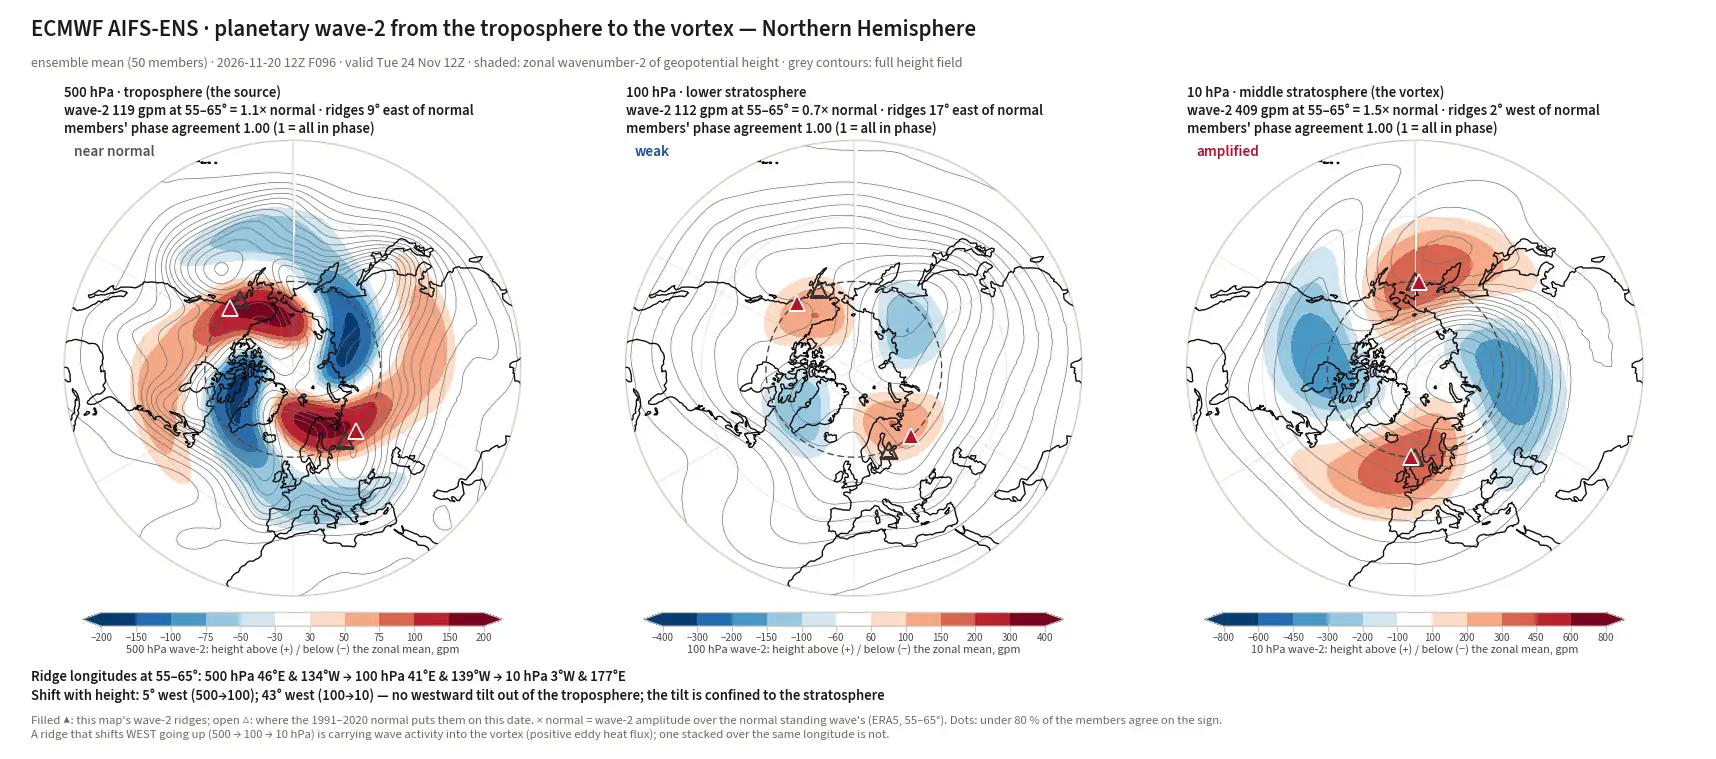 ECMWF AIFS-ENS · planetary wave-2 from the troposphere to the vortex — Northern Hemisphere
ensemble mean (50 members) · 2026-11-20 12Z F096 · valid Tue 24 Nov 12Z · shaded: zonal wavenumber-2 of geopotential height · grey contours: full height field
500 hPa · troposphere (the source)
wave-2 119 gpm at 55–65° = 1.1× normal · ridges 9° east of normal
members' phase agreement 1.00 (1 = all in phase)
near normal
100 hPa · lower stratosphere
wave-2 112 gpm at 55–65° = 0.7× normal · ridges 17° east of normal
members' phase agreement 1.00 (1 = all in phase)
weak
10 hPa · middle stratosphere (the vortex)
wave-2 409 gpm at 55–65° = 1.5× normal · ridges 2° west of normal
members' phase agreement 1.00 (1 = all in phase)
amplified
−200 −150 −100 −75 −50 −30 30 50 75 100 150 200
500 hPa wave-2: height above (+) / below (−) the zonal mean, gpm
−400 −300 −200 −150 −100 −60 60 100 150 200 300 400
100 hPa wave-2: height above (+) / below (−) the zonal mean, gpm
−800 −600 −450 −300 −200 −100 100 200 300 450 600 800
10 hPa wave-2: height above (+) / below (−) the zonal mean, gpm
Ridge longitudes at 55–65°: 500 hPa 46°E & 134°W → 100 hPa 41°E & 139°W → 10 hPa 3°W & 177°E
Shift with height: 5° west (500→100); 43° west (100→10) — no westward tilt out of the troposphere; the tilt is confined to the stratosphere
Filled ▲: this map's wave-2 ridges; open △: where the 1991–2020 normal puts them on this date. × normal = wave-2 amplitude over the normal standing wave's (ERA5, 55–65°). Dots: under 80 % of the members agree on the sign.
A ridge that shifts WEST going up (500 → 100 → 10 hPa) is carrying wave activity into the vortex (positive eddy heat flux); one stacked over the same longitude is not.